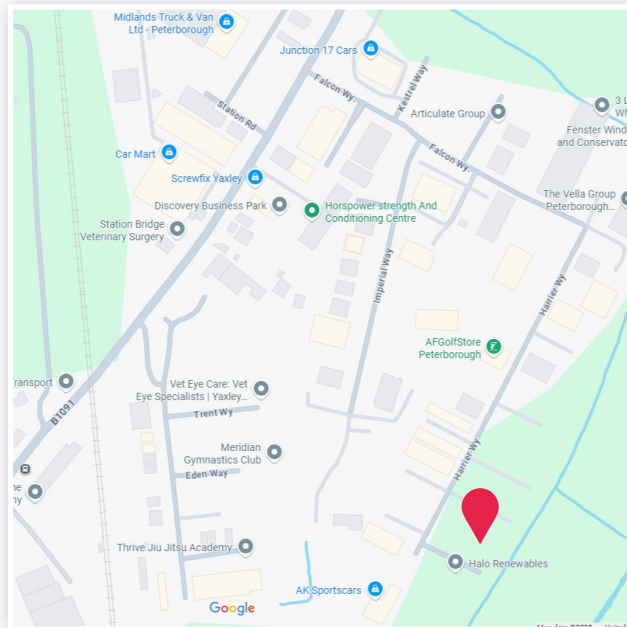 Midlands Truck & Van
Ltd - Peterborough
Junction 17 Cars
Falcon Wy.
Kestrel Way
Articulate Group
Station Rd
Car Mart
Falcon Wy.
Fenster Wind
and Conservato
Screwfix Yaxley
The Vella Group
Peterborough...
Discovery Business Park
Horspower strength And
Conditioning Centre
Station Bridge
Veterinary Surgery
Imperial Way
Harrier Wy
AFGolfStore
Peterborough
ransport
B1091
Vet Eye Care: Vet
Eye Specialists | Yaxley...
Trent Wy
Meridian
Gymnastics Club
Eden Way
Harrier Wy
Thrive Jiu Jitsu Academy
Halo Renewables
AK Sportscars
Google